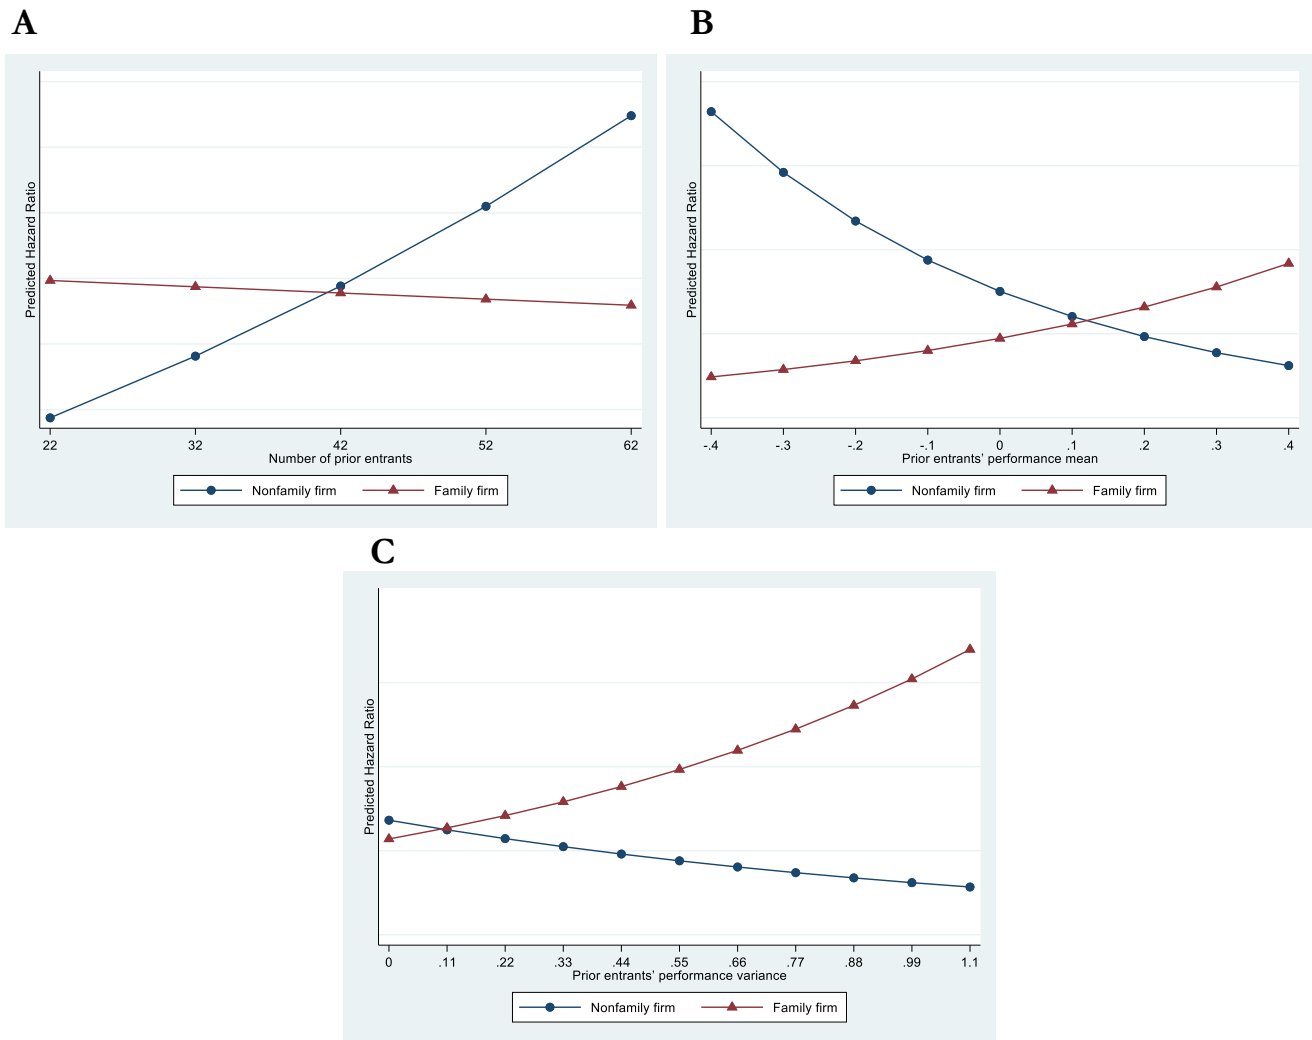 A
Predicted Hazard Ratio
22 32 42 52 62
Number of prior entrants
Nonfamily firm Family firm
B
Predicted Hazard Ratio
-.4 -.3 -.2 -.1 0 .1 .2 .3 .4
Prior entrants' performance mean
Nonfamily firm Family firm
C
Predicted Hazard Ratio
0 .11 .22 .33 .44 .55 .66 .77 .88 .99 1.1
Prior entrants' performance variance
Nonfamily firm Family firm